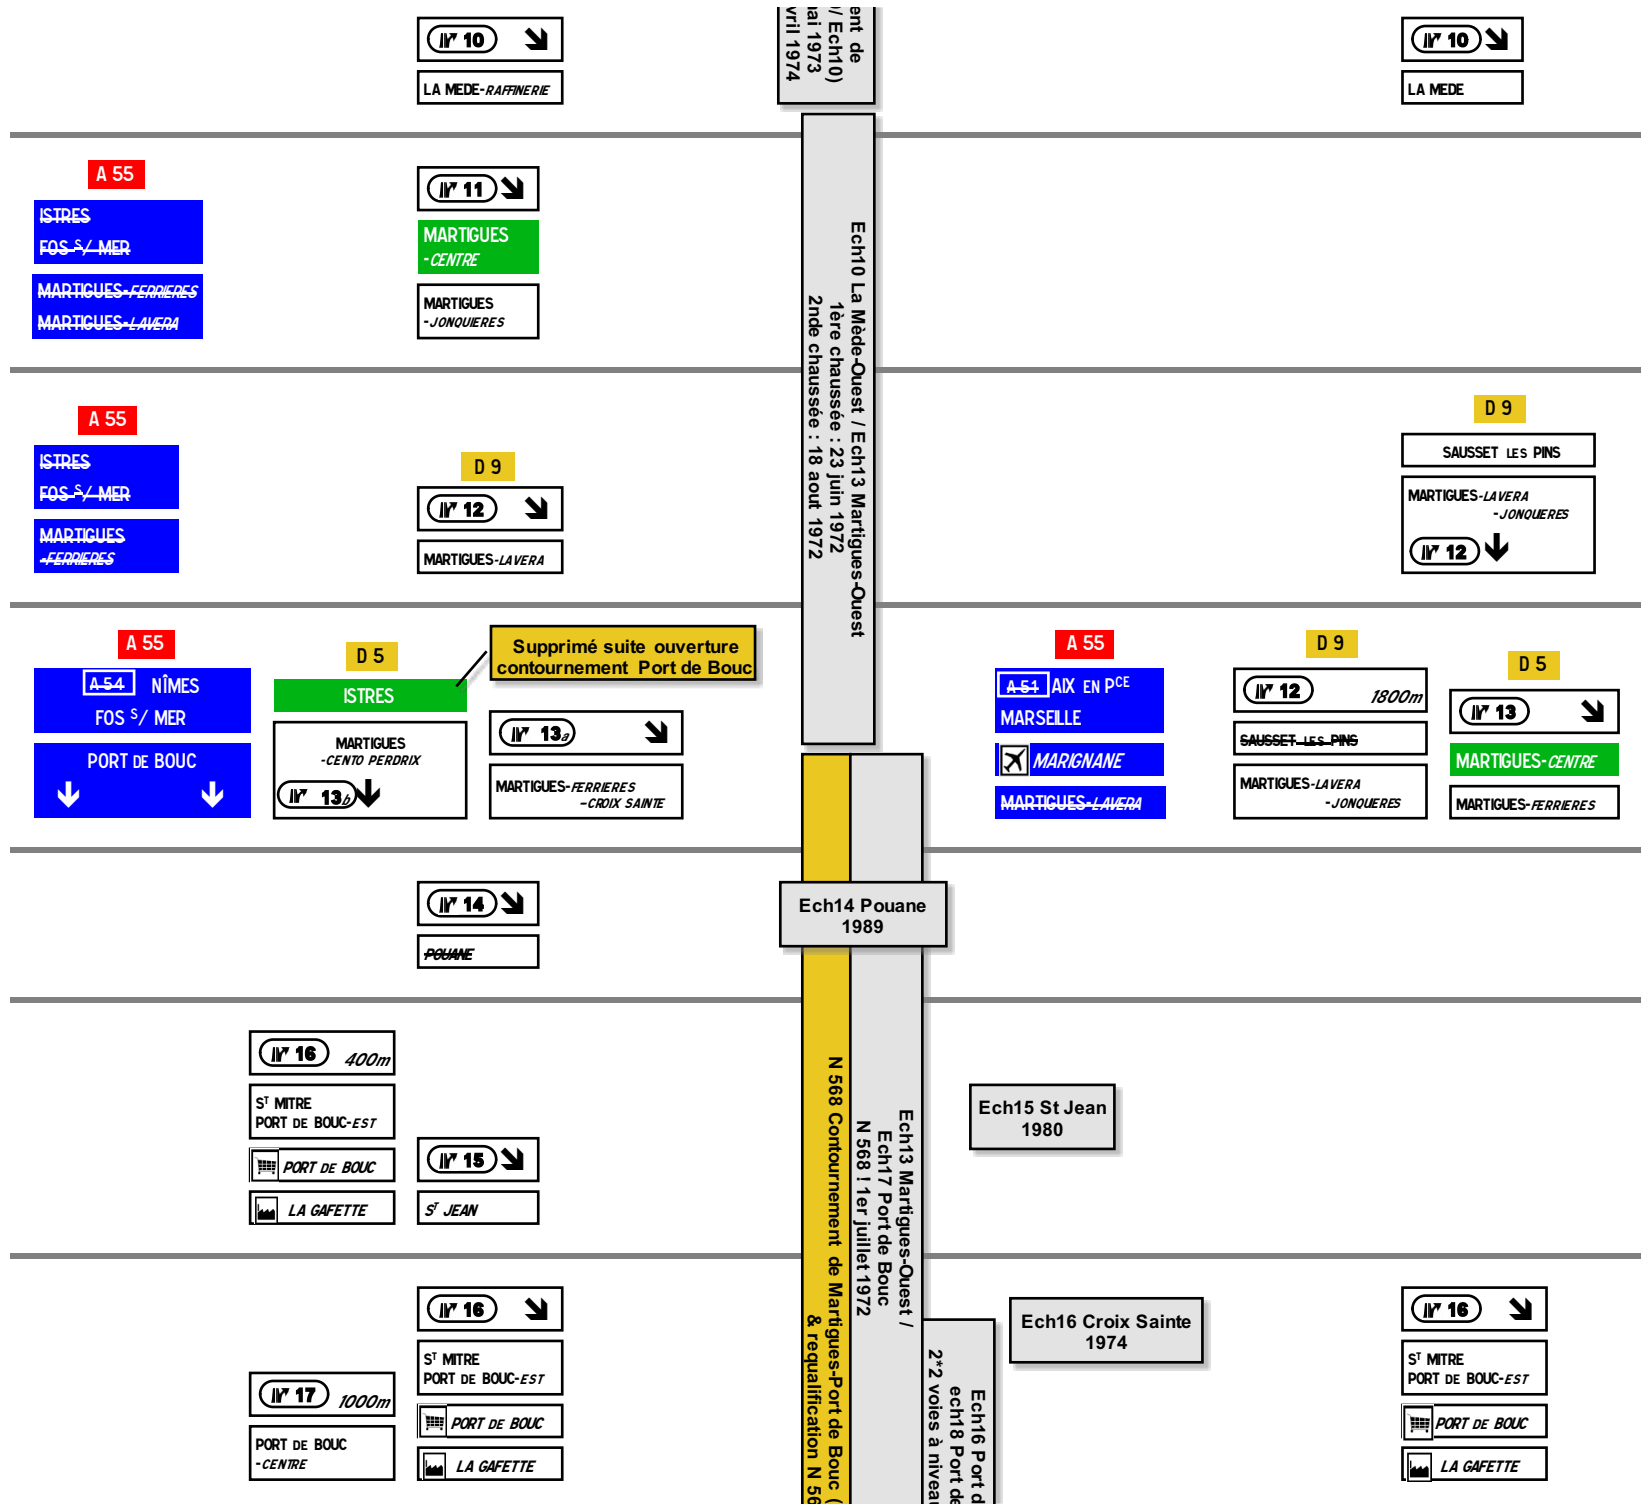 10
LA MEDE-RAFFINERIE
ent de
/ Ech10)
ai 1973
vril 1974
10
LA MEDE
A 55
ISTRES
FOS S/ MER
MARTIGUES-FERRIERES
MARTIGUES-LAVERA
11
MARTIGUES
-CENTRE
MARTIGUES
-JONQUIERES
Ech10 La Mède-Ouest / Ech13 Martigues-Ouest
1ère chaussée : 23 juin 1972
2nde chaussée : 18 aout 1972
A 55
ISTRES
FOS S/ MER
MARTIGUES
-FERRIERES
D 9
12
MARTIGUES-LAVERA
D 9
SAUSSET LES PINS
MARTIGUES-LAVERA
-JONQUERES
12
A 55
A 54 NÎMES
FOS S/ MER
PORT DE BOUC
D 5
ISTRES
MARTIGUES
-CENTO PERDRIX
13b
Supprimé suite ouverture
contournement Port de Bouc
13a
MARTIGUES-FERRIERES
-CROIX SAINTE
A 55
A 51 AIX EN PCE
MARSEILLE
MARIGNANE
MARTIGUES-LAVERA
D 9
12 1800m
SAUSSET LES PINS
MARTIGUES-LAVERA
-JONQUERES
D 5
13
MARTIGUES-CENTRE
MARTIGUES-FERRIERES
14
POUANE
Ech14 Pouane
1989
16 400m
ST MITRE
PORT DE BOUC-EST
PORT DE BOUC
LA GAFETTE
15
ST JEAN
Ech13 Martigues-Ouest /
Ech17 Port de Bouc
N 568 ! 1er juillet 1972
N 568 Contournement de Martigues-Port de Bouc (
& requalification N 56
Ech15 St Jean
1980
17 1000m
PORT DE BOUC
-CENTRE
16
ST MITRE
PORT DE BOUC-EST
PORT DE BOUC
LA GAFETTE
Ech16 Port d
ech18 Port de
2*2 voies à niveau
Ech16 Croix Sainte
1974
16
ST MITRE
PORT DE BOUC-EST
PORT DE BOUC
LA GAFETTE